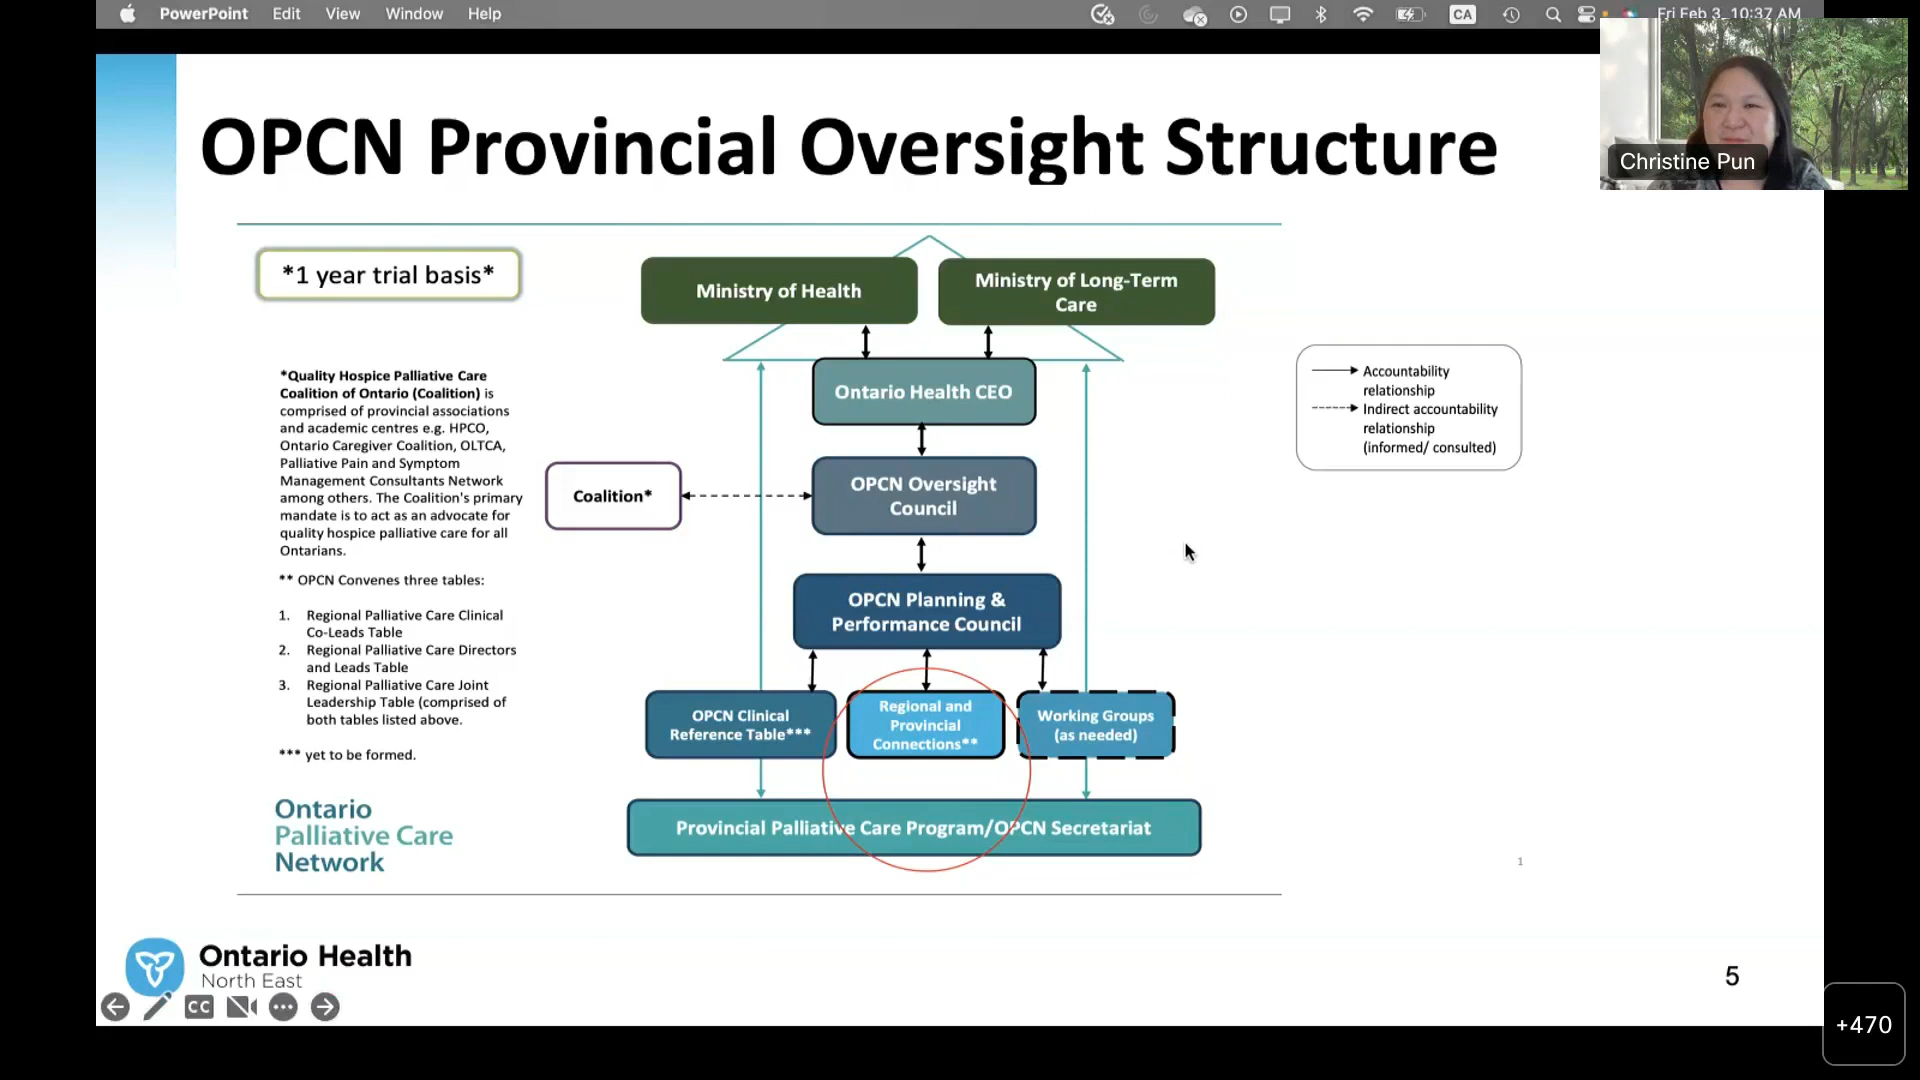 PowerPoint Edit View Window Help
CA
Fri Feb 3 10:37 AM
Christine Pun
OPCN Provincial Oversight Structure
*1 year trial basis*
Ministry of Health
Ministry of Long-Term
Care
*Quality Hospice Palliative Care
Coalition of Ontario (Coalition) is
comprised of provincial associations
and academic centres e.g. HPCO,
Ontario Caregiver Coalition, OLTCA,
Palliative Pain and Symptom
Management Consultants Network
among others. The Coalition's primary
mandate is to act as an advocate for
quality hospice palliative care for all
Ontarians.
** OPCN Convenes three tables:
1. Regional Palliative Care Clinical
Co-Leads Table
2. Regional Palliative Care Directors
and Leads Table
3. Regional Palliative Care Joint
Leadership Table (comprised of
both tables listed above.
*** yet to be formed.
Ontario Health CEO
Accountability
relationship
Indirect accountability
relationship
(informed/ consulted)
Coalition*
OPCN Oversight
Council
OPCN Planning &
Performance Council
OPCN Clinical
Reference Table***
Regional and
Provincial
Connections**
Working Groups
(as needed)
Provincial Palliative Care Program/OPCN Secretariat
Ontario
Palliative Care
Network
1
Ontario Health
North East
5
CC
+470